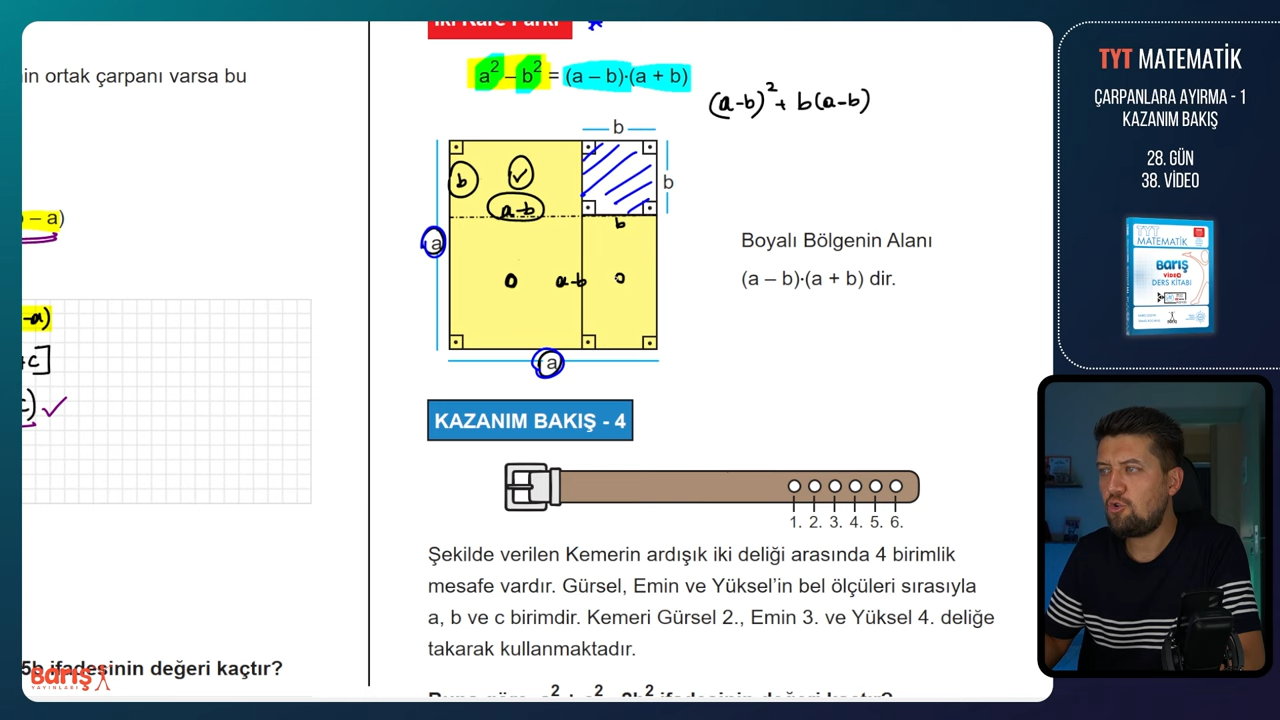 in ortak çarpanı varsa bu
– a)
-a)
+c]
5b ifadesinin değeri kaçtır?
BARIŞ
YAYINLARI
İki Kare Farkı
a² – b² = (a – b)·(a + b)
(a-b)² + b(a-b)
b
b
b
a-b
b
a
a-b
a
Boyalı Bölgenin Alanı
(a – b)·(a + b) dir.
KAZANIM BAKIŞ - 4
1. 2. 3. 4. 5. 6.
Şekilde verilen Kemerin ardışık iki deliği arasında 4 birimlik
mesafe vardır. Gürsel, Emin ve Yüksel'in bel ölçüleri sırasıyla
a, b ve c birimdir. Kemeri Gürsel 2., Emin 3. ve Yüksel 4. deliğe
takarak kullanmaktadır.
TYT MATEMATİK
ÇARPANLARA AYIRMA - 1
KAZANIM BAKIŞ
28. GÜN
38. VİDEO
TYT
MATEMATİK
BARIŞ
VİDEO
DERS KİTABI